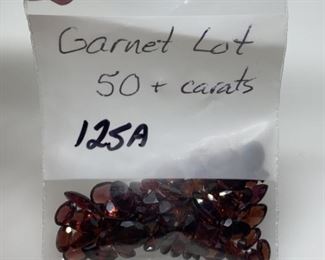 Garnet Lot
50 + carats
125A